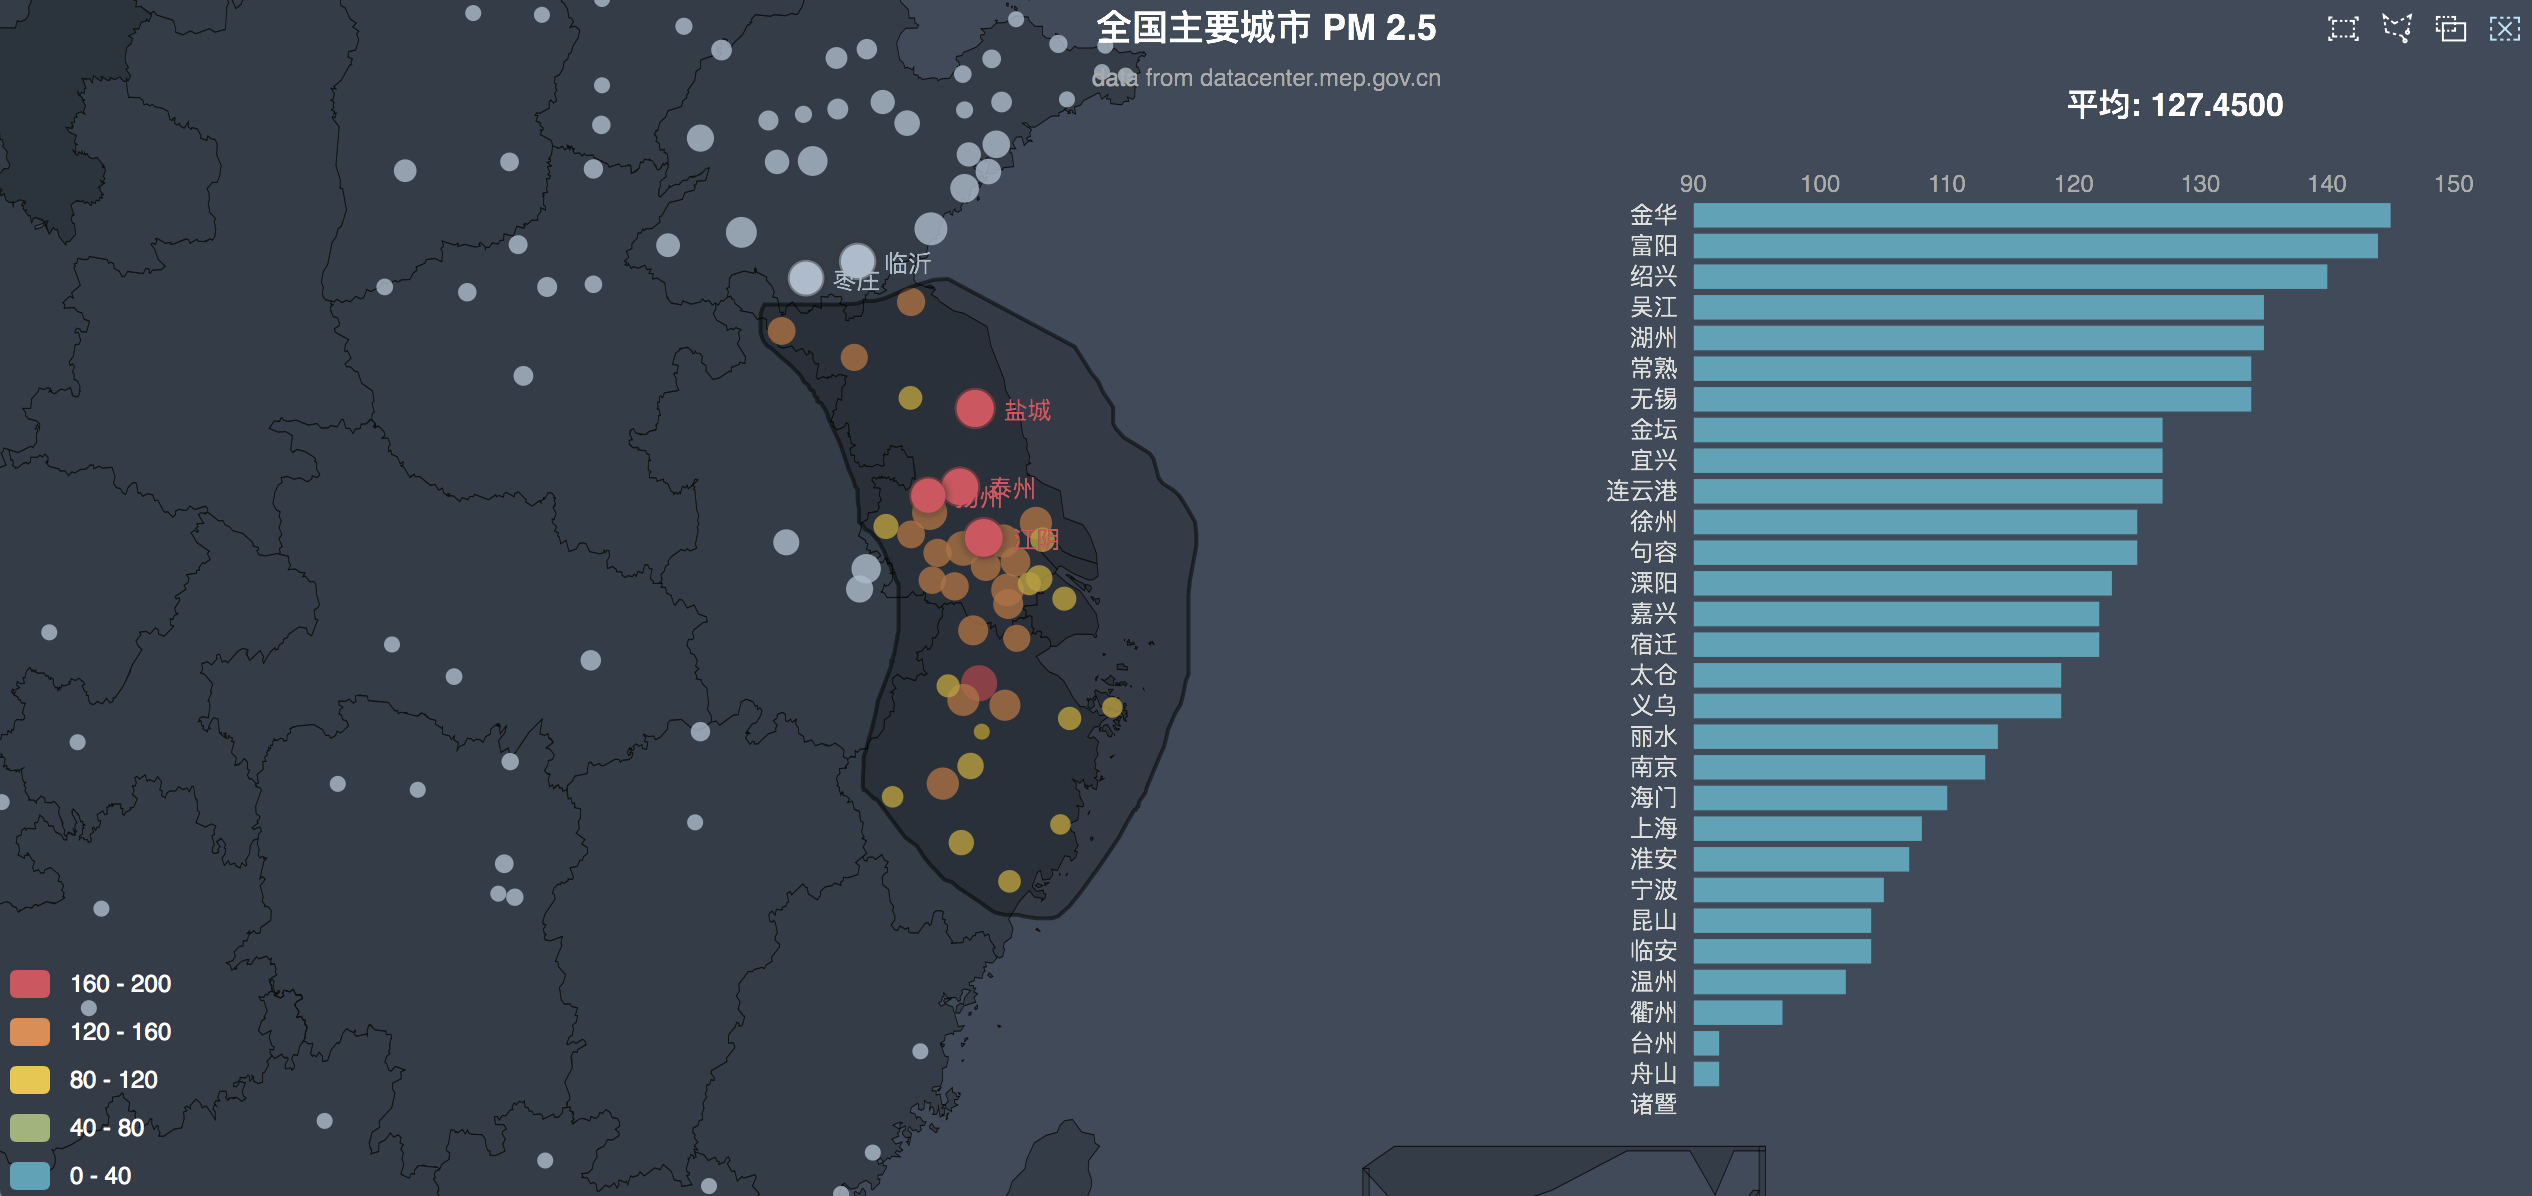 全国主要城市 PM 2.5
data from datacenter.mep.gov.cn
平均: 127.4500
90 100 110 120 130 140 150
金华
富阳
绍兴
吴江
湖州
常熟
无锡
金坛
宜兴
连云港
徐州
句容
溧阳
嘉兴
宿迁
太仓
义乌
丽水
南京
海门
上海
淮安
宁波
昆山
临安
温州
衢州
台州
舟山
诸暨
临沂
枣庄
盐城
泰州
扬州
江阴
160 - 200
120 - 160
80 - 120
40 - 80
0 - 40